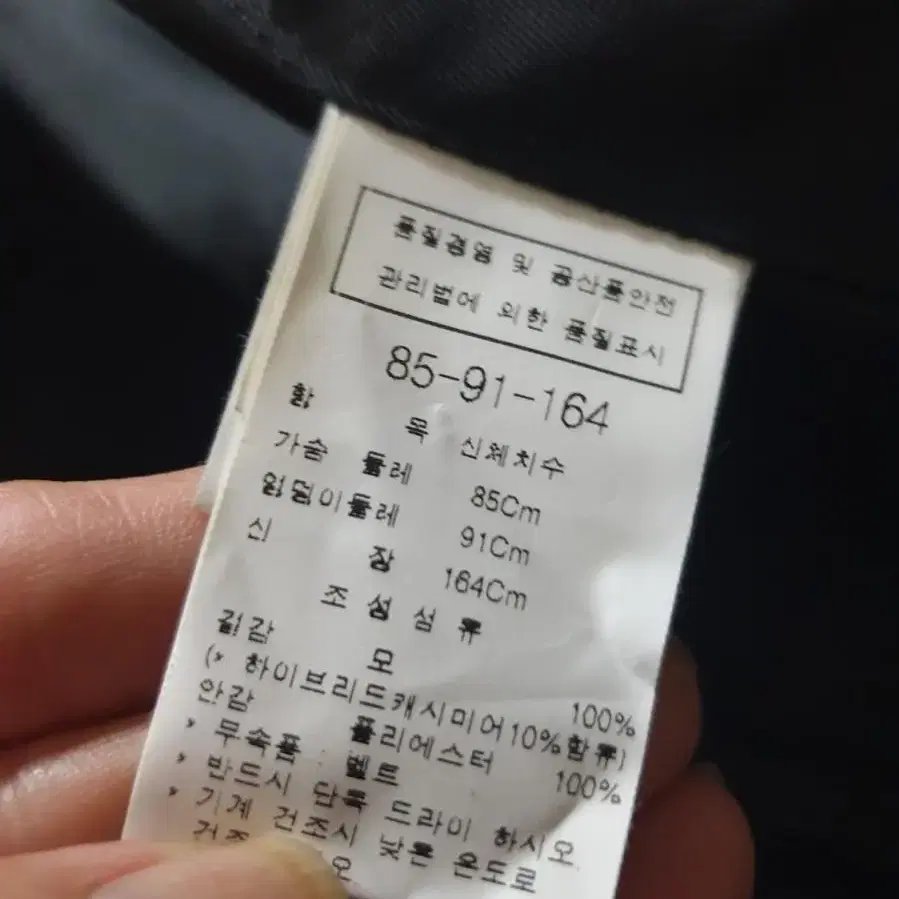 품질경영 및 공산품안전
관리법에 의한 품질표시
85-91-164
항 목 신체치수
가슴 둘레 85Cm
엉덩이둘레 91Cm
신 장 164Cm
조 성 섬 유
겉감 모 100%
(* 하이브리드캐시미어10%함유)
안감 폴리에스터 100%
* 부속품 : 벨트
* 반드시 단독 드라이 하시오
* 기계 건조시 낮은 온도로
건조 오